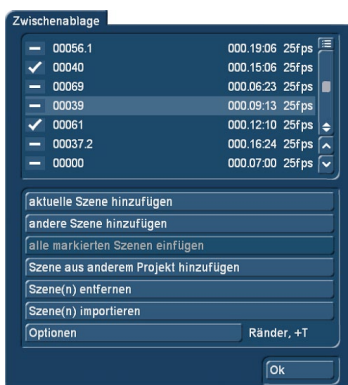 Zwischenablage
00056.1 000.19:06 25fps
00040 000.15:06 25fps
00069 000.06:23 25fps
00039 000.09:13 25fps
00061 000.12:10 25fps
00037.2 000.16:24 25fps
00000 000.07:00 25fps
aktuelle Szene hinzufügen
andere Szene hinzufügen
alle markierten Szenen einfügen
Szene aus anderem Projekt hinzufügen
Szene(n) entfernen
Szene(n) importieren
Optionen Ränder, +T
Ok